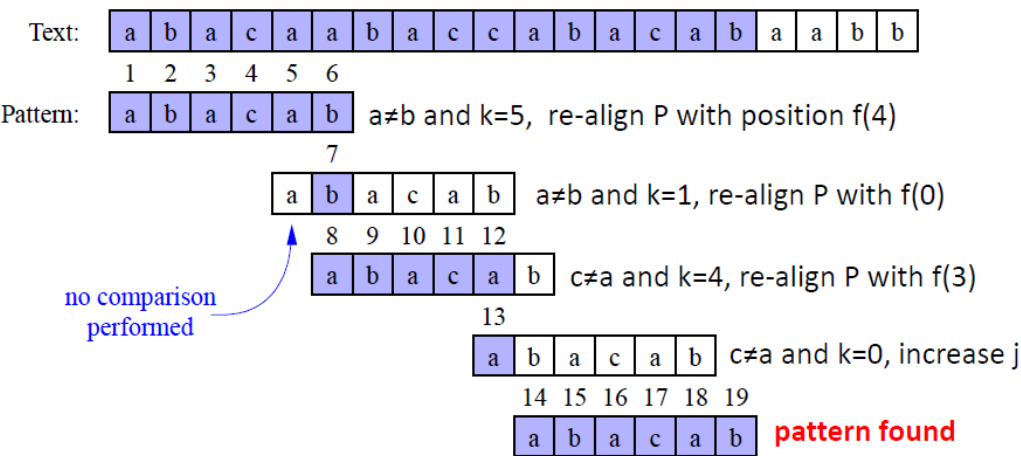 Text: a b a c a a b a c c a b a c a b a a b b
1 2 3 4 5 6
Pattern: a b a c a b a≠b and k=5, re-align P with position f(4)
7
a b a c a b a≠b and k=1, re-align P with f(0)
8 9 10 11 12
a b a c a b c≠a and k=4, re-align P with f(3)
no comparison
performed
13
a b a c a b c≠a and k=0, increase j
14 15 16 17 18 19
a b a c a b pattern found